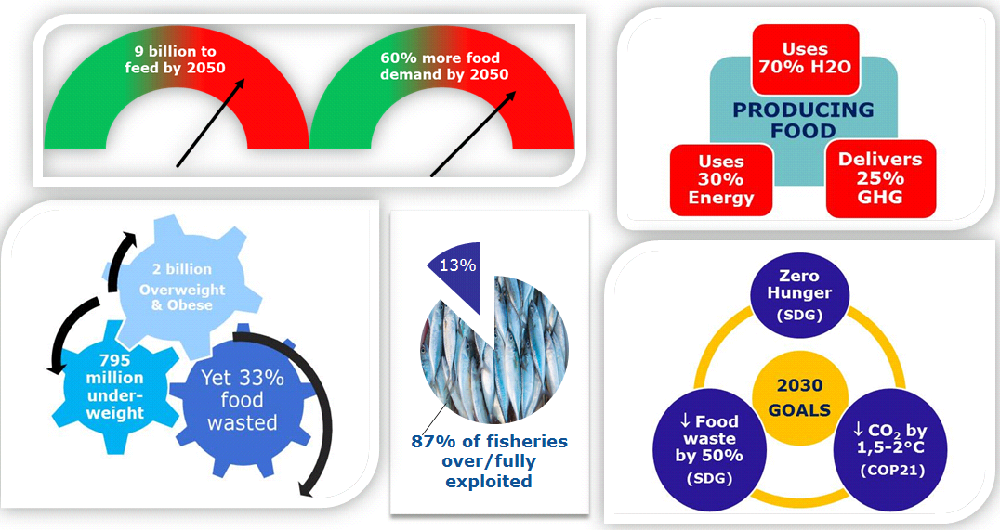 9 billion to
feed by 2050
60% more food
demand by 2050
Uses
70% H2O
PRODUCING
FOOD
Uses
30%
Energy
Delivers
25%
GHG
2 billion
Overweight
& Obese
795
million
under-
weight
Yet 33%
food
wasted
13%
87% of fisheries
over/fully
exploited
Zero
Hunger
(SDG)
2030
GOALS
↓ Food
waste
by 50%
(SDG)
↓ CO₂ by
1,5-2°C
(COP21)